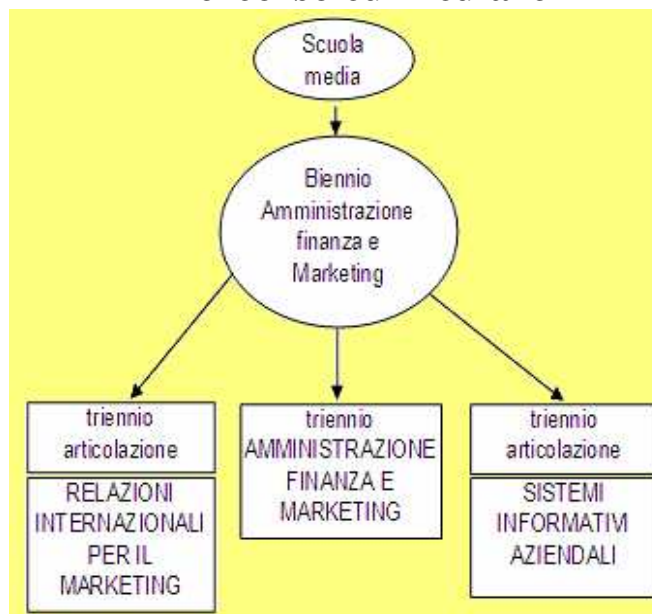 Scuola
media
Biennio
Amministrazione
finanza e
Marketing
triennio
articolazione
RELAZIONI
INTERNAZIONALI
PER IL
MARKETING
triennio
AMMINISTRAZIONE
FINANZA E
MARKETING
triennio
articolazione
SISTEMI
INFORMATIVI
AZIENDALI